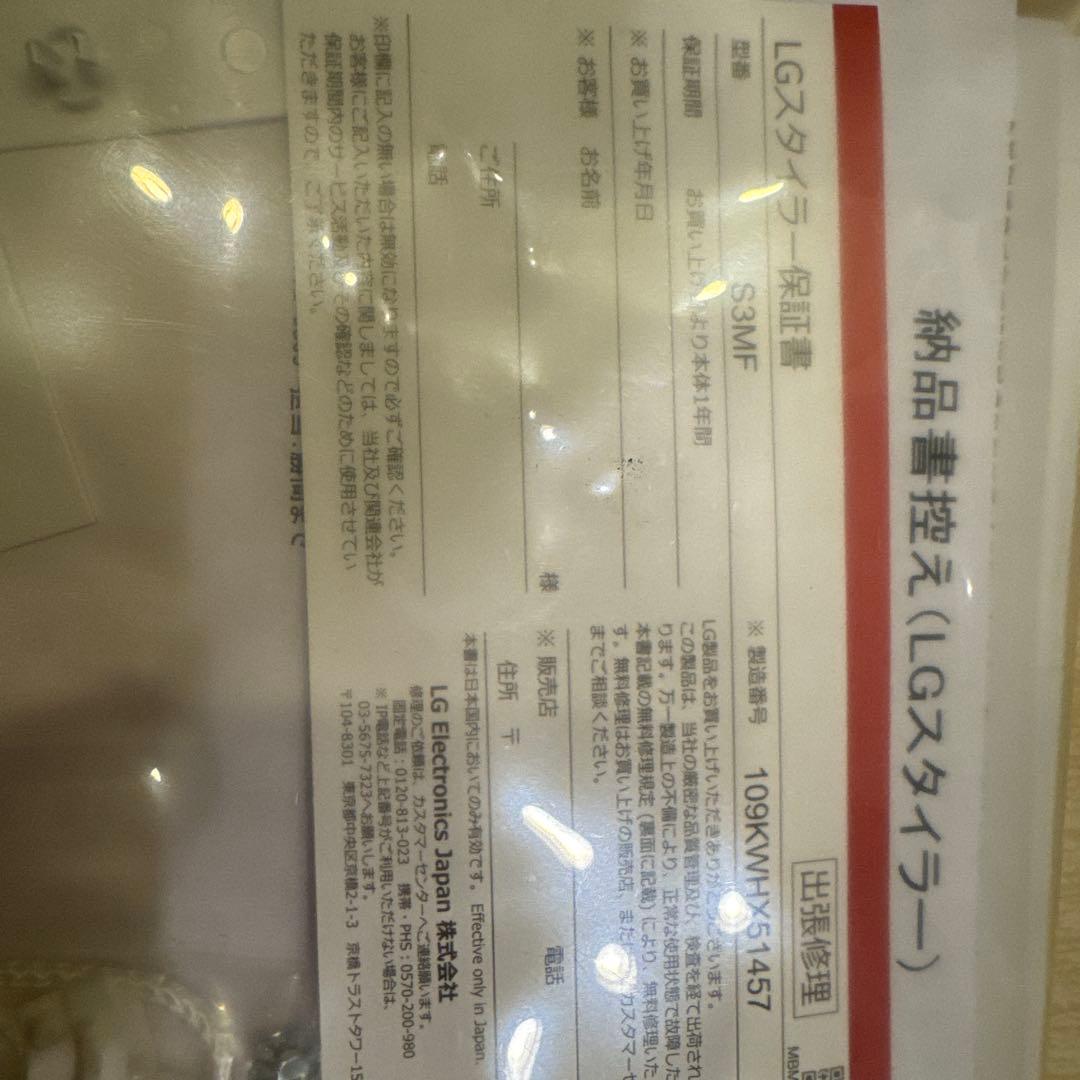 納品書控え(LGスタイラー)
LGスタイラー保証書
出張修理
MBM
型番 S3MF
※ 製造番号 109KWHX51457
保証期間 お買い上げより本体1年間
※ お買い上げ年月日
※ お客様 お名前
様
ご住所
電話
※印欄に記入の無い場合は無効になりますので必ずご確認ください。
お客様にご記入いただいた内容に関しましては、当社及び関連会社が
保証期間内のサービス活動及びその確認などのために使用させてい
ただきますので、ご了承ください。
LG製品をお買い上げいただきありがとうございます。
この製品は、当社の厳密な品質管理及び、検査を経て出荷され
ります。万一製造上の不備により、正常な使用状態で故障した
本書記載の無料修理規定 (裏面に記載) により、無料修理いた
す。無料修理はお買い上げの販売店、また カスタマーセ
までご相談ください。
※ 販売店
電話
住所 〒
本書は日本国内においてのみ有効です。 Effective only in Japan.
LG Electronics Japan 株式会社
修理のご依頼は、カスタマーセンターへご連絡願います。
固定電話：0120-813-023 携帯・PHS：0570-200-980
※ IP電話など上記番号がご利用いただけない場合は、
03-5675-7323へお願いします。
〒104-8301 東京都中央区京橋2-1-3 京橋トラストタワー15
担当:勝間まで